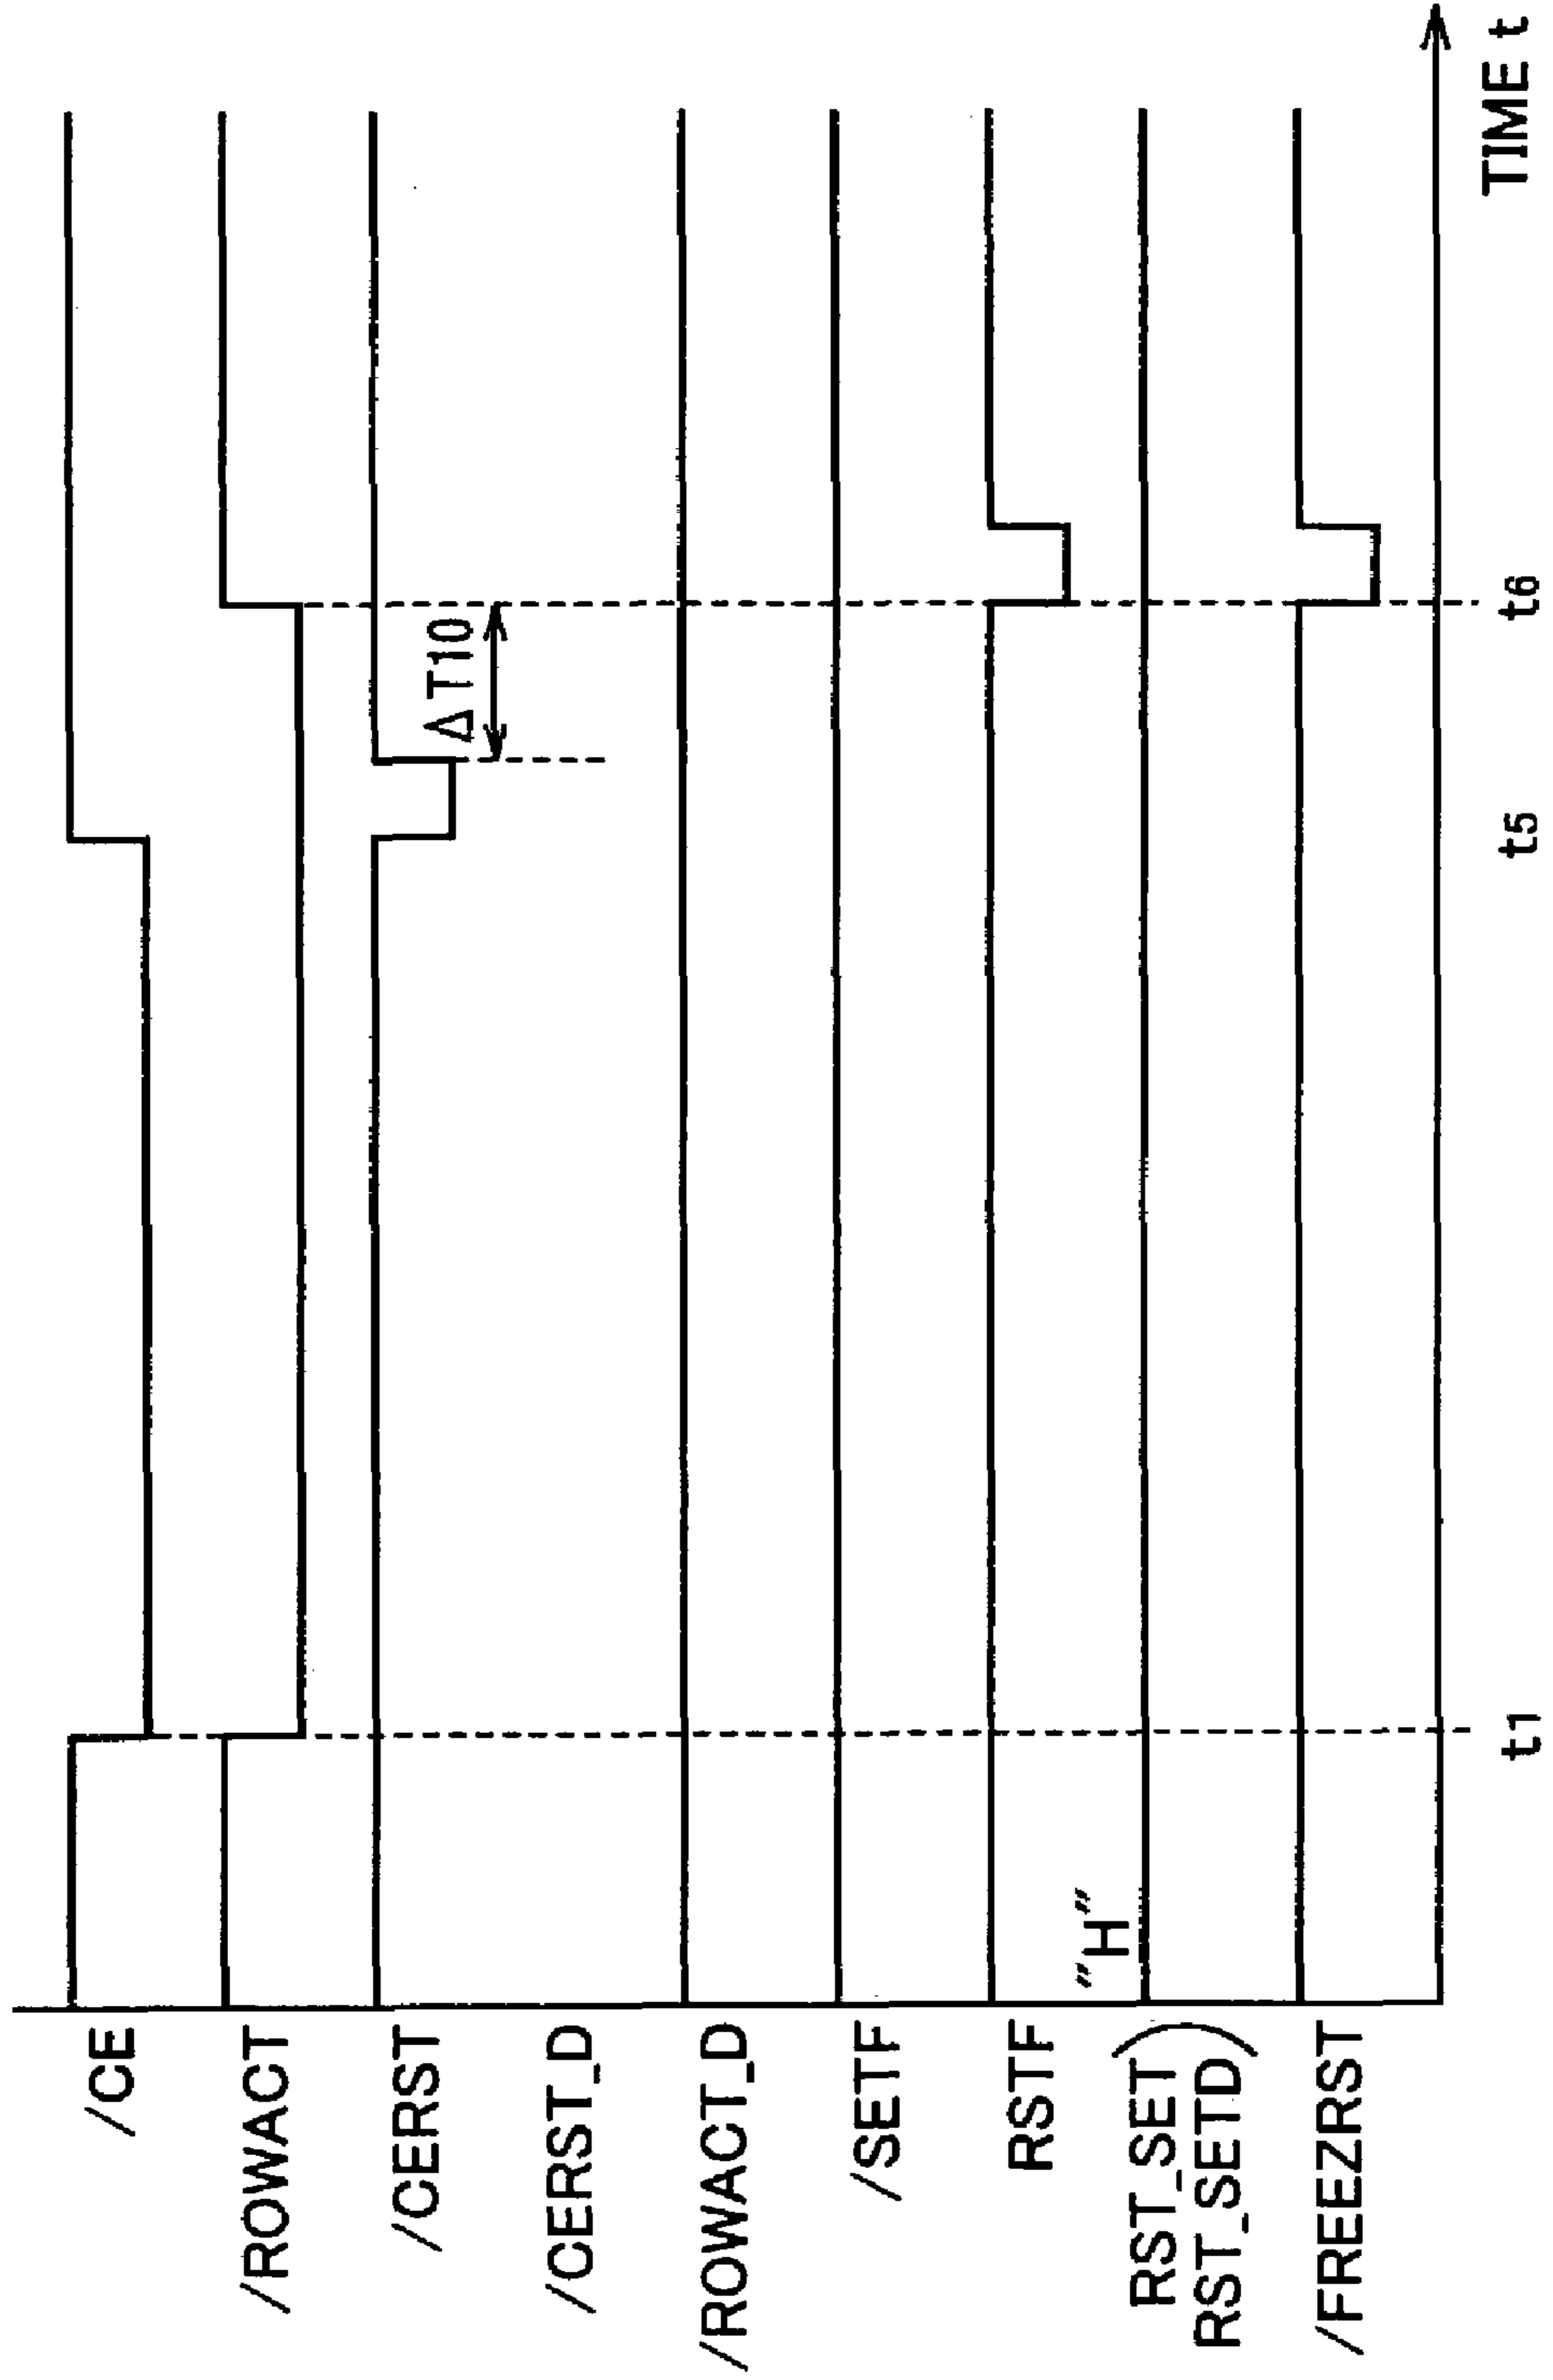 /CE
/ROWACT
/CERST
ΔT10
/CERST_D
/ROWACT_D
/SETF
RSTF
"H"
RST_SET
RST_SETD)
/FREEZRST
t1
t5
t6
TIME t